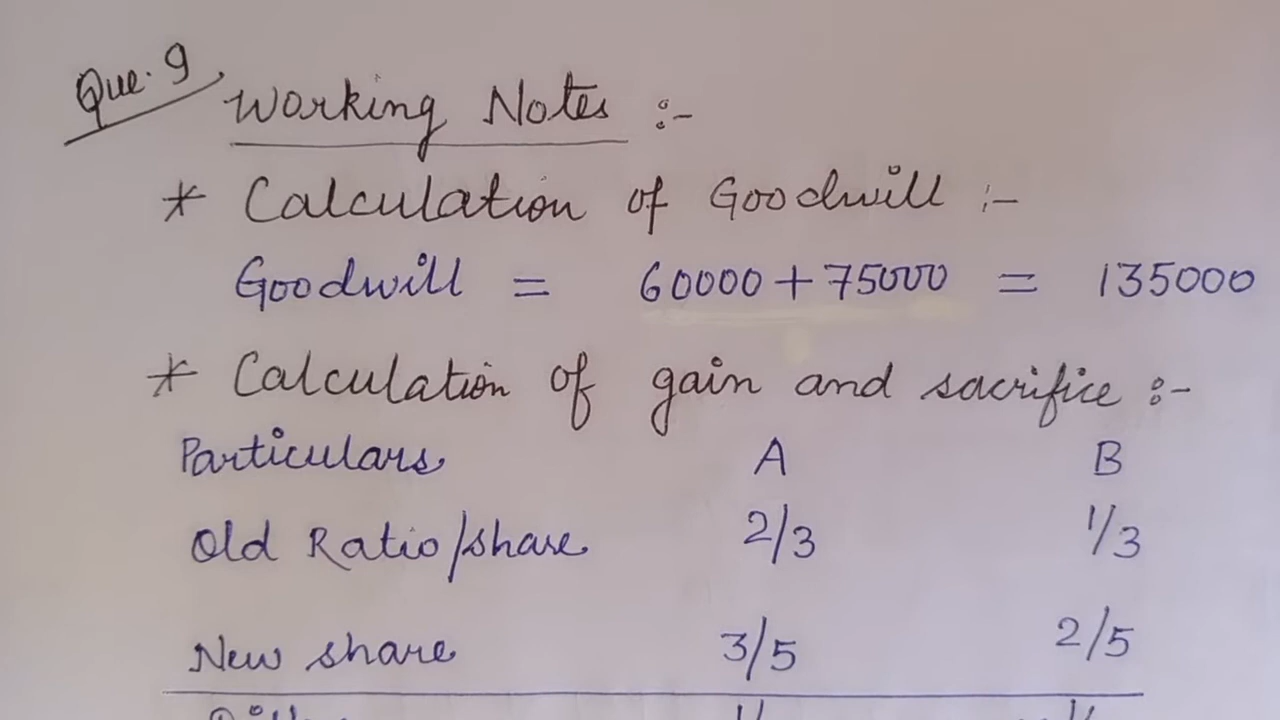 Que. 9
Working Notes :-
* Calculation of Goodwill :-
Goodwill = 60000 + 75000 = 135000
* Calculation of gain and sacrifice :-
Particulars A B
Old Ratio/share 2/3 1/3
New share 3/5 2/5